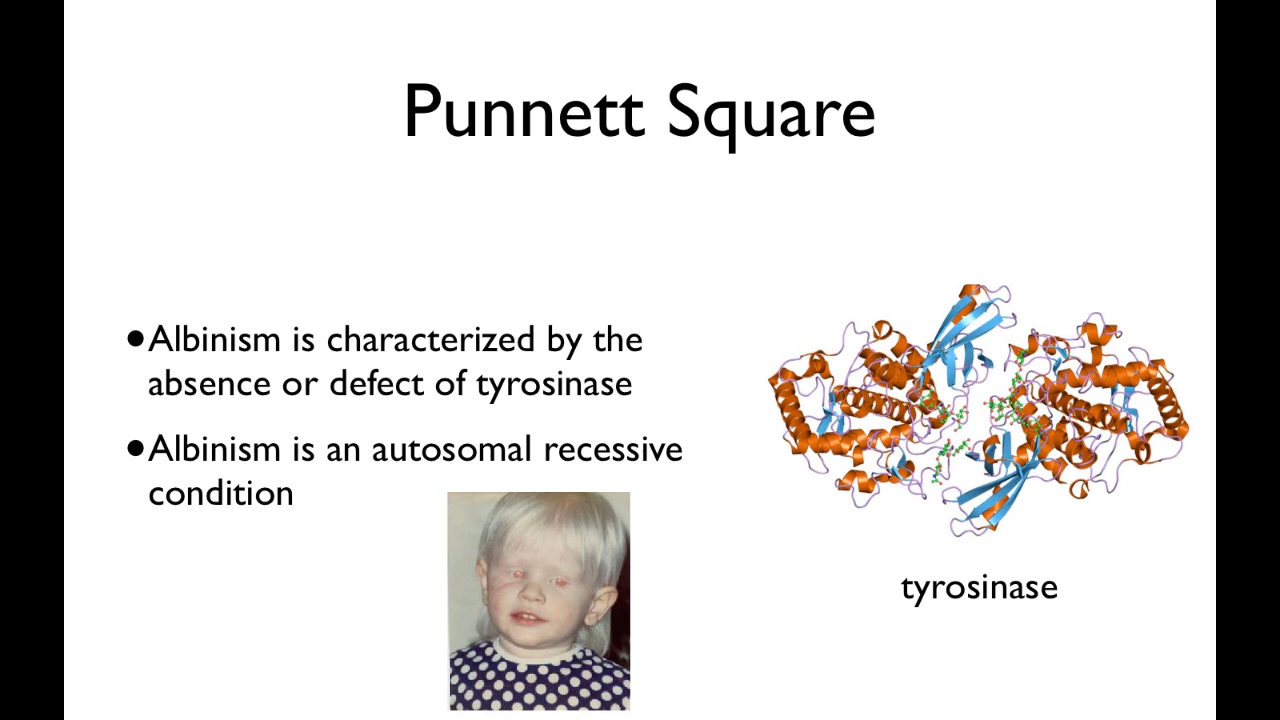 Punnett Square
•Albinism is characterized by the
absence or defect of tyrosinase
•Albinism is an autosomal recessive
condition
tyrosinase